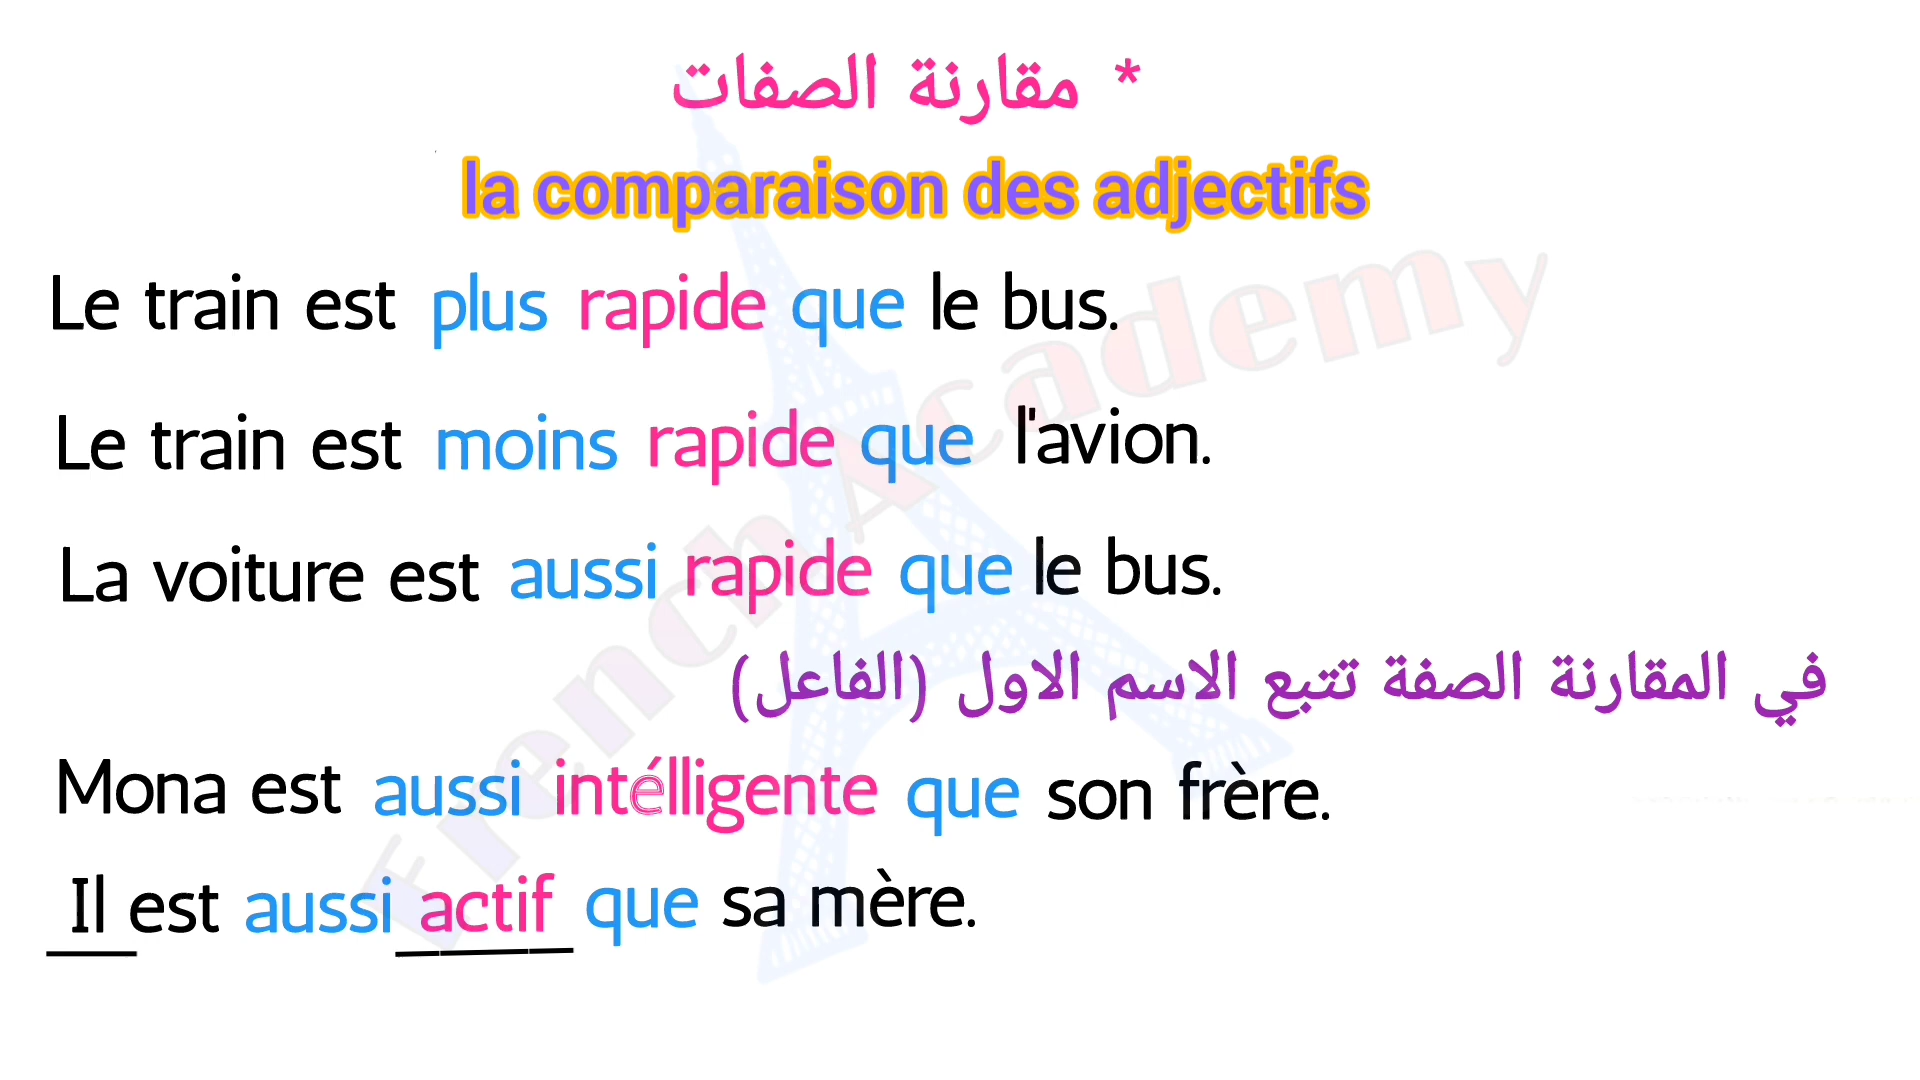 * مقارنة الصفات
la comparaison des adjectifs
Le train est plus rapide que le bus.
Le train est moins rapide que l'avion.
La voiture est aussi rapide que le bus.
في المقارنة الصفة تتبع الاسم الاول (الفاعل)
Mona est aussi intélligente que son frère.
Il est aussi actif que sa mère.
French Academy